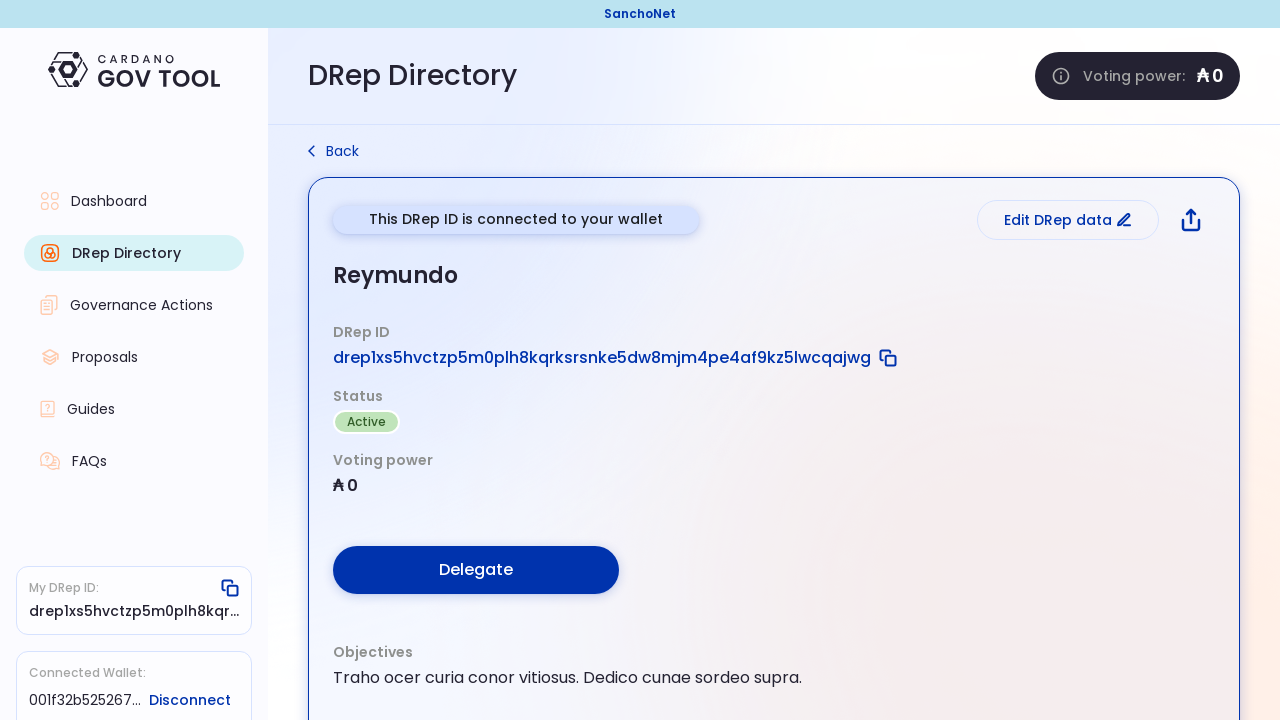 SanchoNet
CARDANO
GOV TOOL
DRep Directory
Voting power: ₳ 0
Back
Dashboard
DRep Directory
Governance Actions
Proposals
Guides
FAQs
This DRep ID is connected to your wallet
Edit DRep data
Reymundo
DRep ID
drep1xs5hvctzp5m0plh8kqrksrsnke5dw8mjm4pe4af9kz5lwcqajwg
Status
Active
Voting power
₳ 0
Delegate
Objectives
Traho ocer curia conor vitiosus. Dedico cunae sordeo supra.
My DRep ID:
drep1xs5hvctzp5m0plh8kqr...
Connected Wallet:
001f32b525267... Disconnect